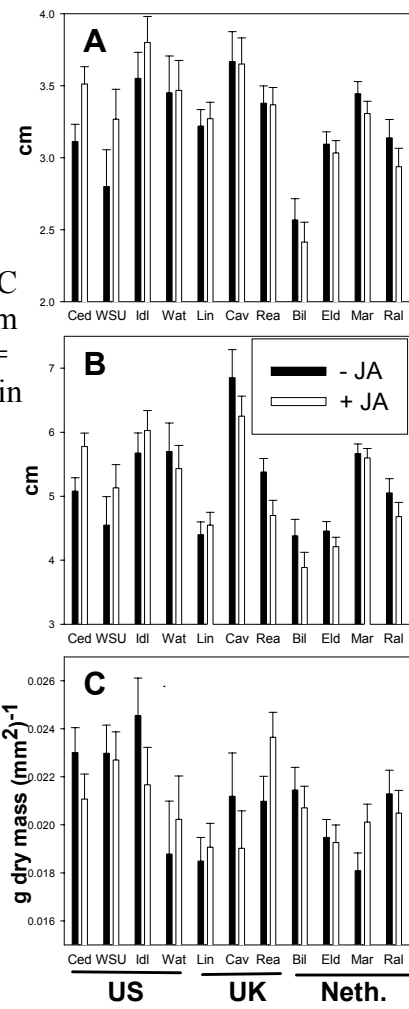 A
4.0
3.5
3.0
2.5
2.0
cm
Ced WSU Idl Wat Lin Cav Rea Bil Eld Mar Ral
C
m
=
in
B
- JA
+ JA
7
6
5
4
3
cm
Ced WSU Idl Wat Lin Cav Rea Bil Eld Mar Ral
C
0.026
0.024
0.022
0.020
0.018
0.016
g dry mass (mm2)-1
Ced WSU Idl Wat Lin Cav Rea Bil Eld Mar Ral
US UK Neth.